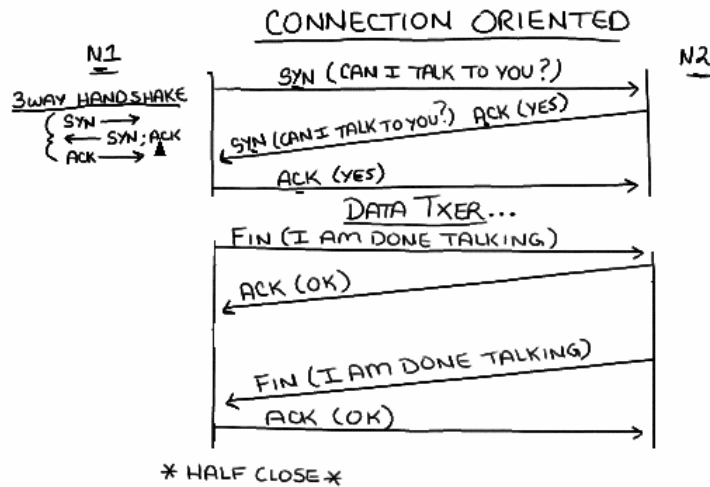 CONNECTION ORIENTED
N1
N2
SYN (CAN I TALK TO YOU?)
3WAY HANDSHAKE
SYN
SYN; ACK
ACK
SYN (CAN I TALK TO YOU?) ACK (YES)
ACK (YES)
DATA TXER...
FIN (I AM DONE TALKING)
ACK (OK)
FIN (I AM DONE TALKING)
ACK (OK)
* HALF CLOSE *